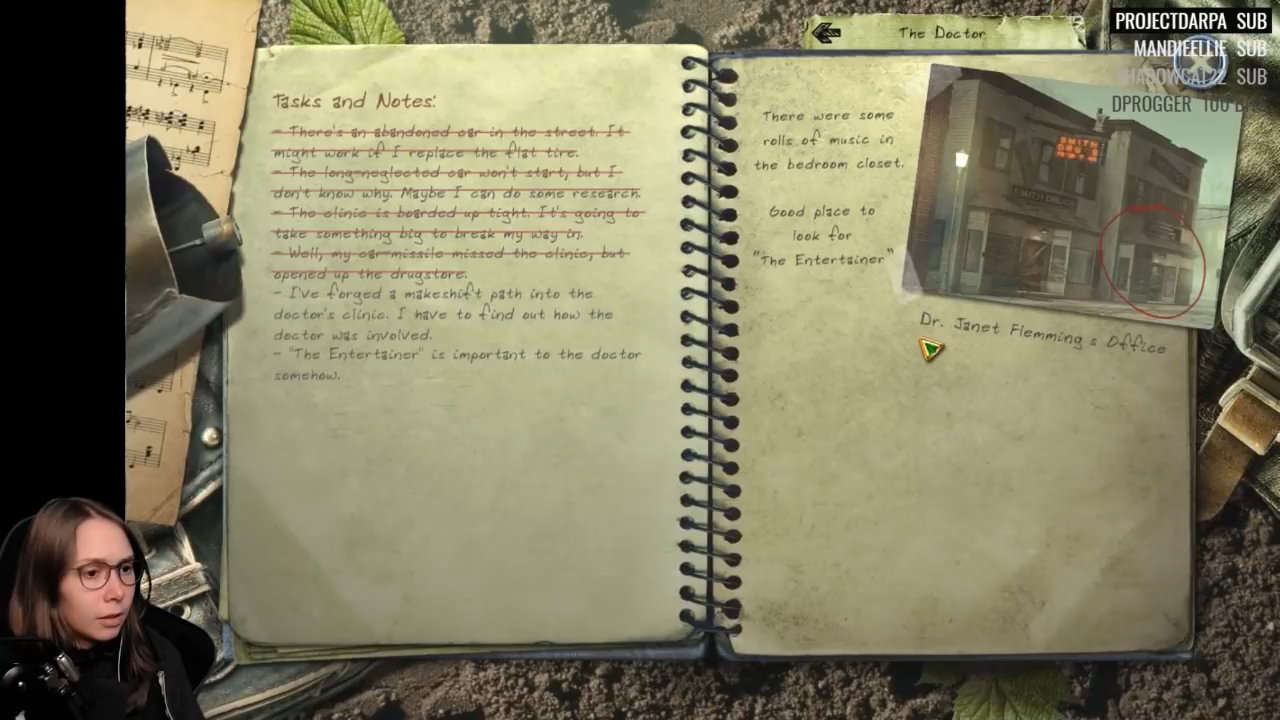 PROJECTDARPA SUB
MANDIEELLIE SUB
SHADOWCAT22 SUB
DPROGGER
The Doctor
Tasks and Notes:
- There's an abandoned car in the street. It
might work if I replace the flat tire.
- The long-neglected car won't start, but I
don't know why. Maybe I can do some research.
- The clinic is boarded up tight. It's going to
take something big to break my way in.
- Well, my car-missile missed the clinic, but
opened up the drugstore.
- I've forged a makeshift path into the
doctor's clinic. I have to find out how the
doctor was involved.
- "The Entertainer" is important to the doctor
somehow.
There were some
rolls of music in
the bedroom closet.
Good place to
look for
"The Entertainer"
SMITH
DRUGS
Dr. Janet Flemming's Office